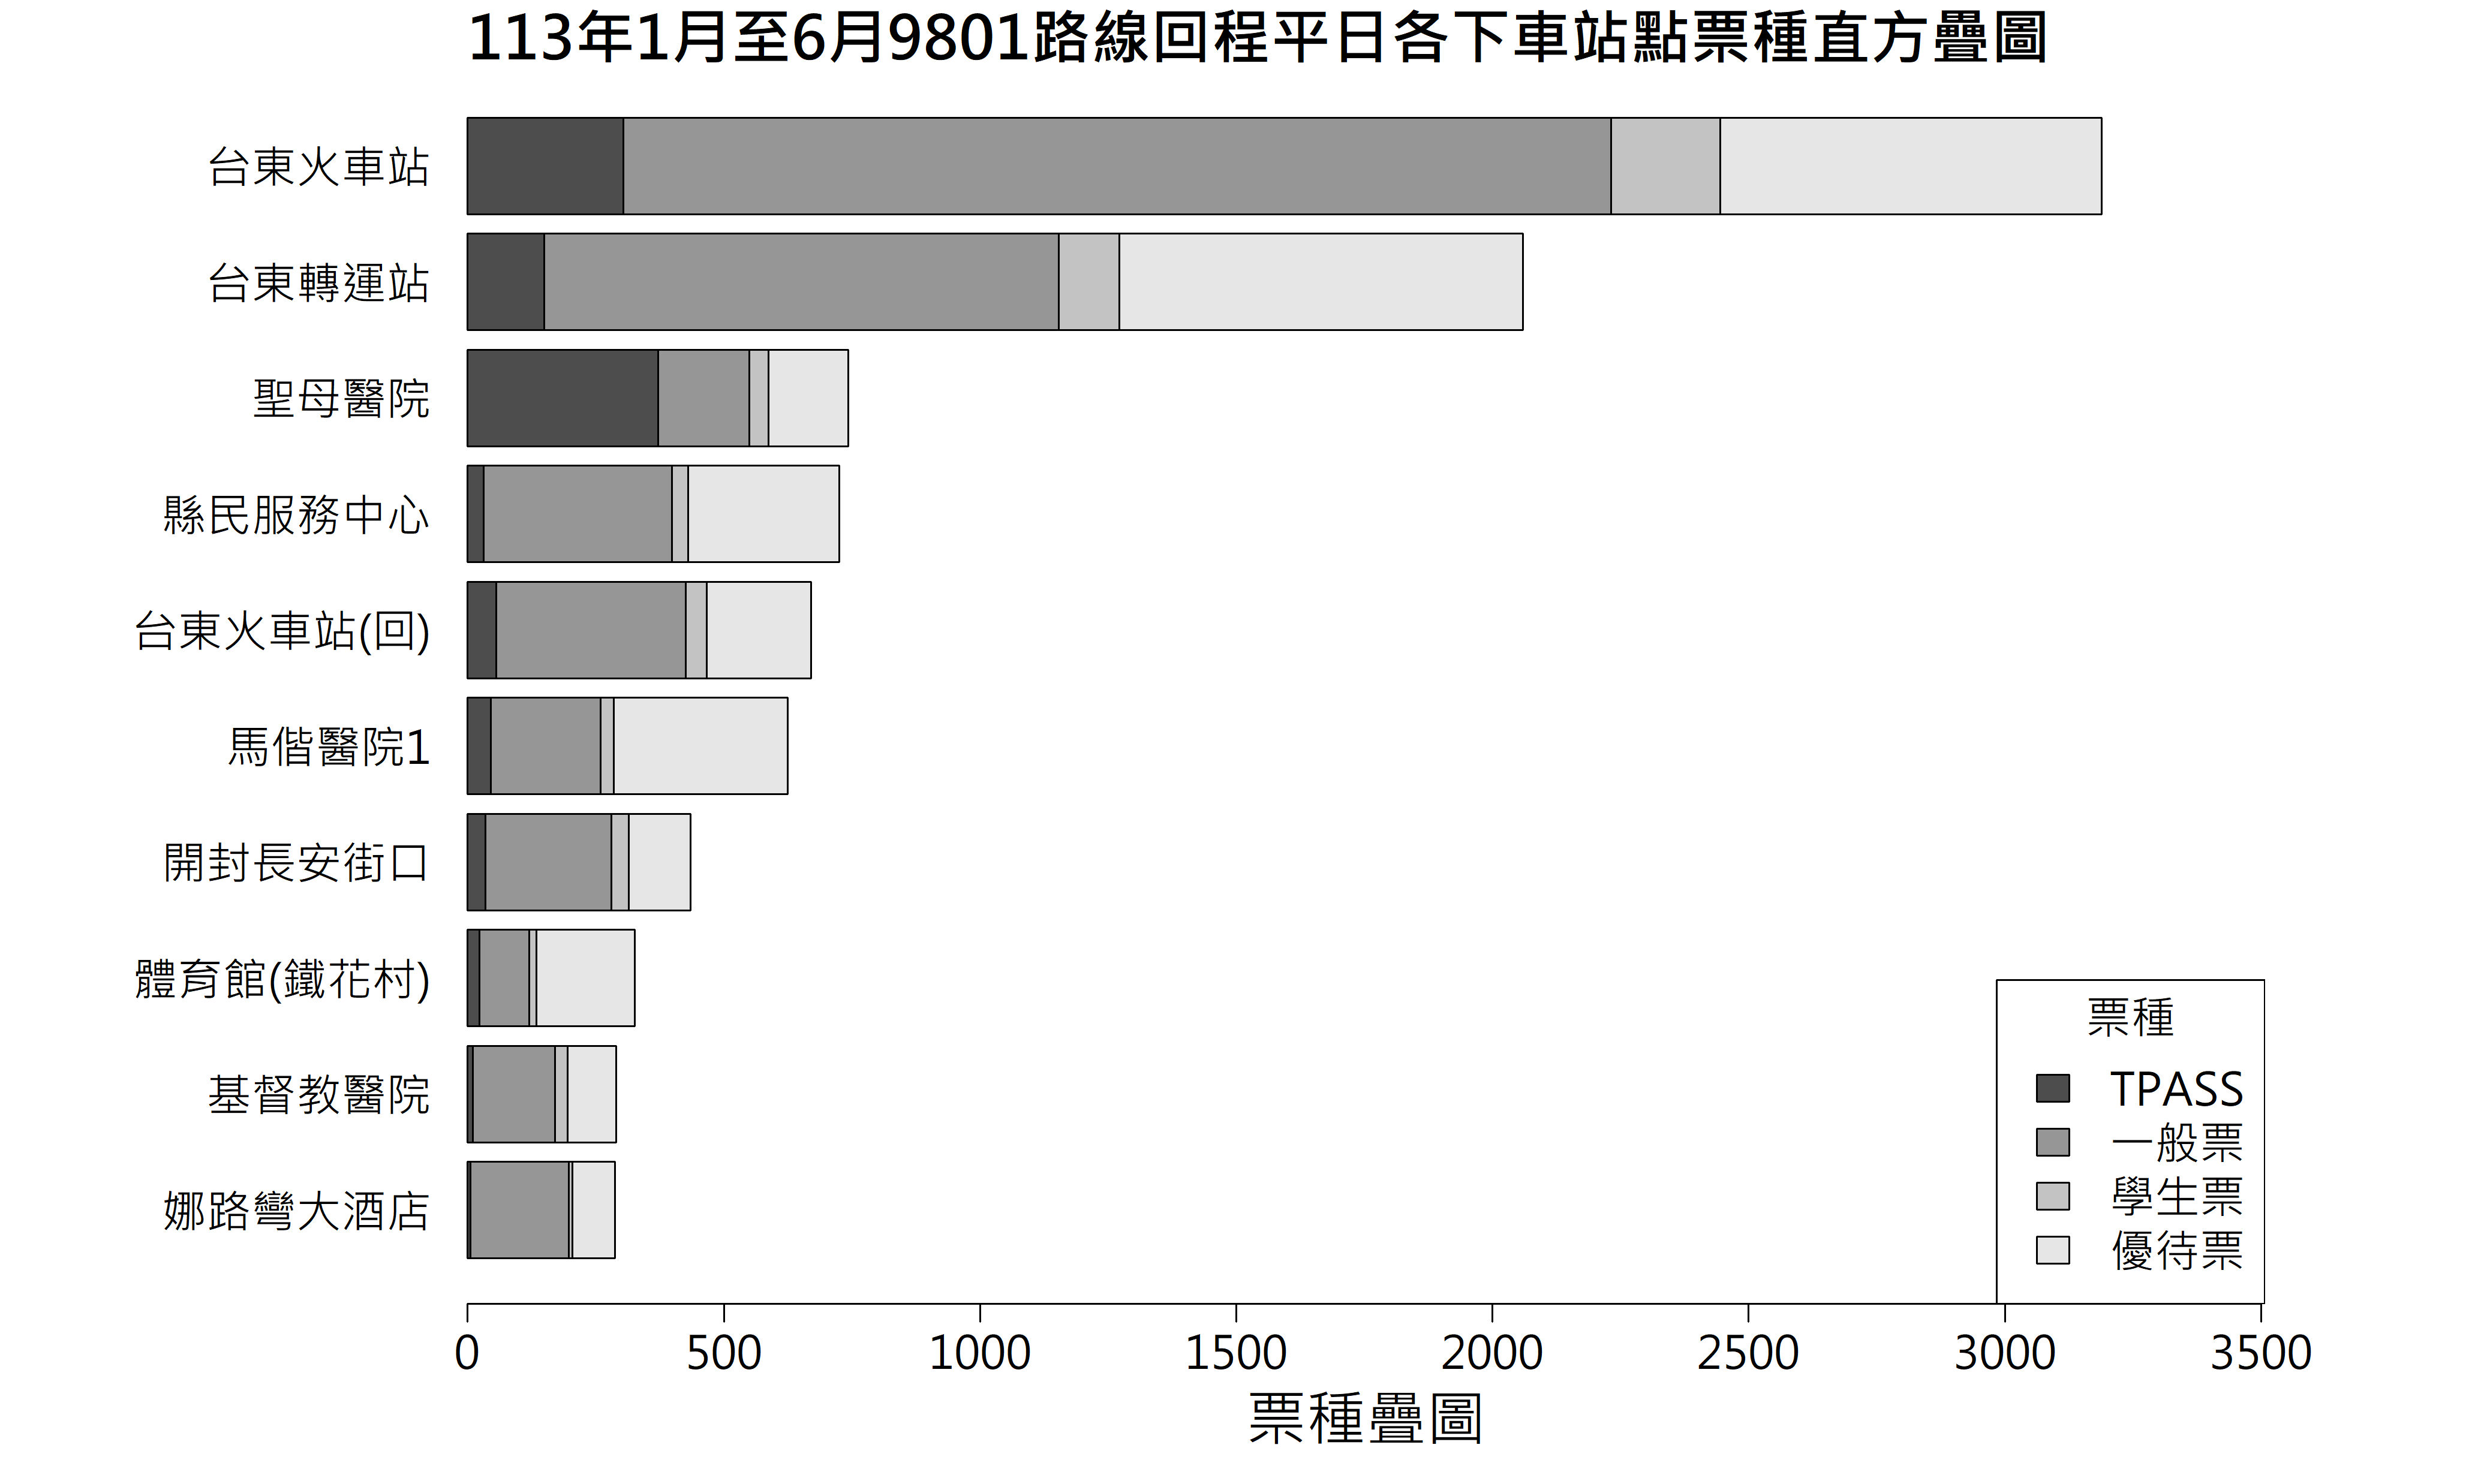 113年1月至6月9801路線回程平日各下車站點票種直方疊圖
台東火車站
台東轉運站
聖母醫院
縣民服務中心
台東火車站(回)
馬偕醫院1
開封長安街口
體育館(鐵花村)
基督教醫院
娜路彎大酒店
票種
TPASS
一般票
學生票
優待票
0 500 1000 1500 2000 2500 3000 3500
票種疊圖